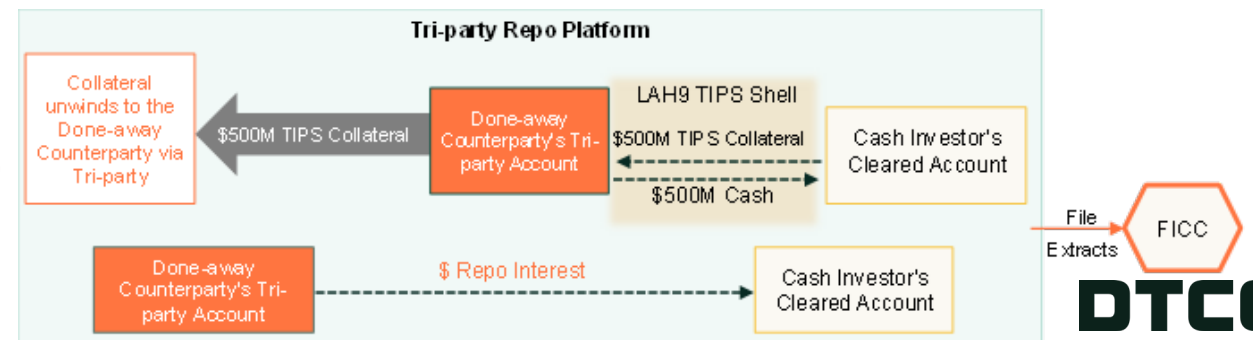 Tri-party Repo Platform
Collateral
unwinds to the
Done-away
Counterparty via
Tri-party
$500M TIPS Collateral
Done-away
Counterparty's Tri-
party Account
LAH9 TIPS Shell
$500M TIPS Collateral
$500M Cash
Cash Investor's
Cleared Account
File
Extracts
FICC
Done-away
Counterparty's Tri-
party Account
$ Repo Interest
Cash Investor's
Cleared Account